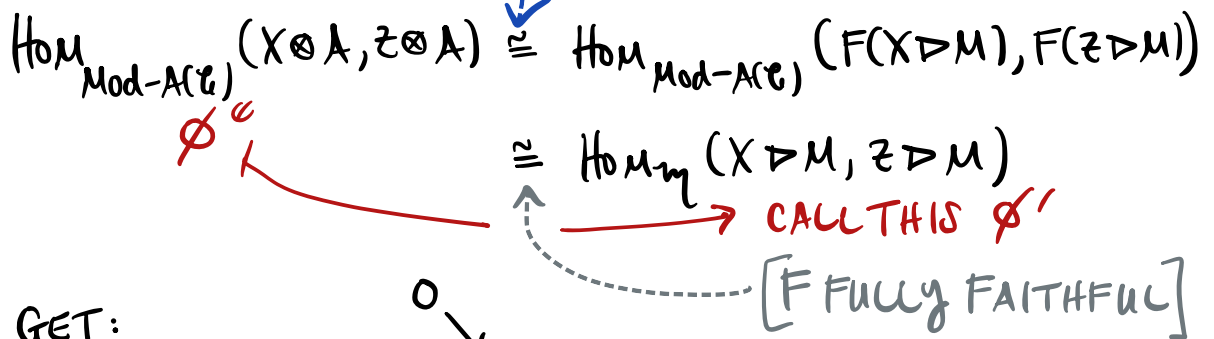 Hom_{Mod-A(𝒞)} (X⊗A, Z⊗A) ≅ Hom_{Mod-A(𝒞)} (F(X▷M), F(Z▷M))
φ"
≅ Hom_m (X▷M, Z▷M)
CALL THIS φ'
[F FULLY FAITHFUL]
O
GET: